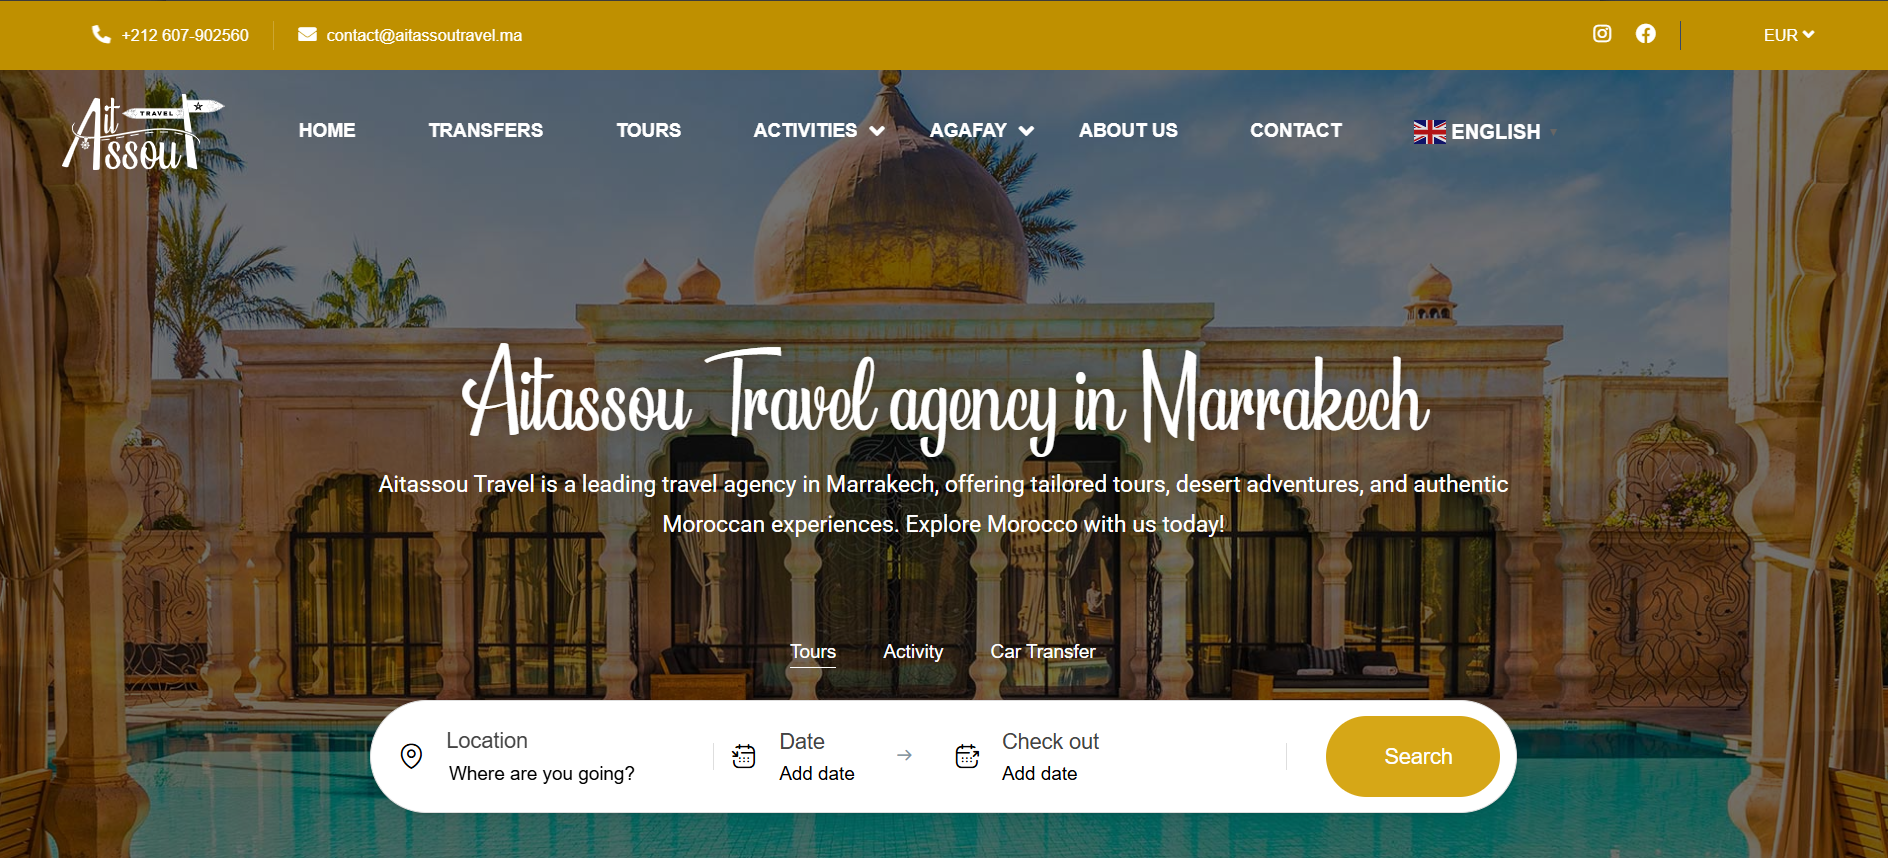 +212 607-902560
contact@aitassoutravel.ma
EUR
Ait Assou
TRAVEL
HOME
TRANSFERS
TOURS
ACTIVITIES
AGAFAY
ABOUT US
CONTACT
ENGLISH
Aitassou Travel agency in Marrakech
Aitassou Travel is a leading travel agency in Marrakech, offering tailored tours, desert adventures, and authentic
Moroccan experiences. Explore Morocco with us today!
Tours
Activity
Car Transfer
Location
Where are you going?
Date
Add date
Check out
Add date
Search